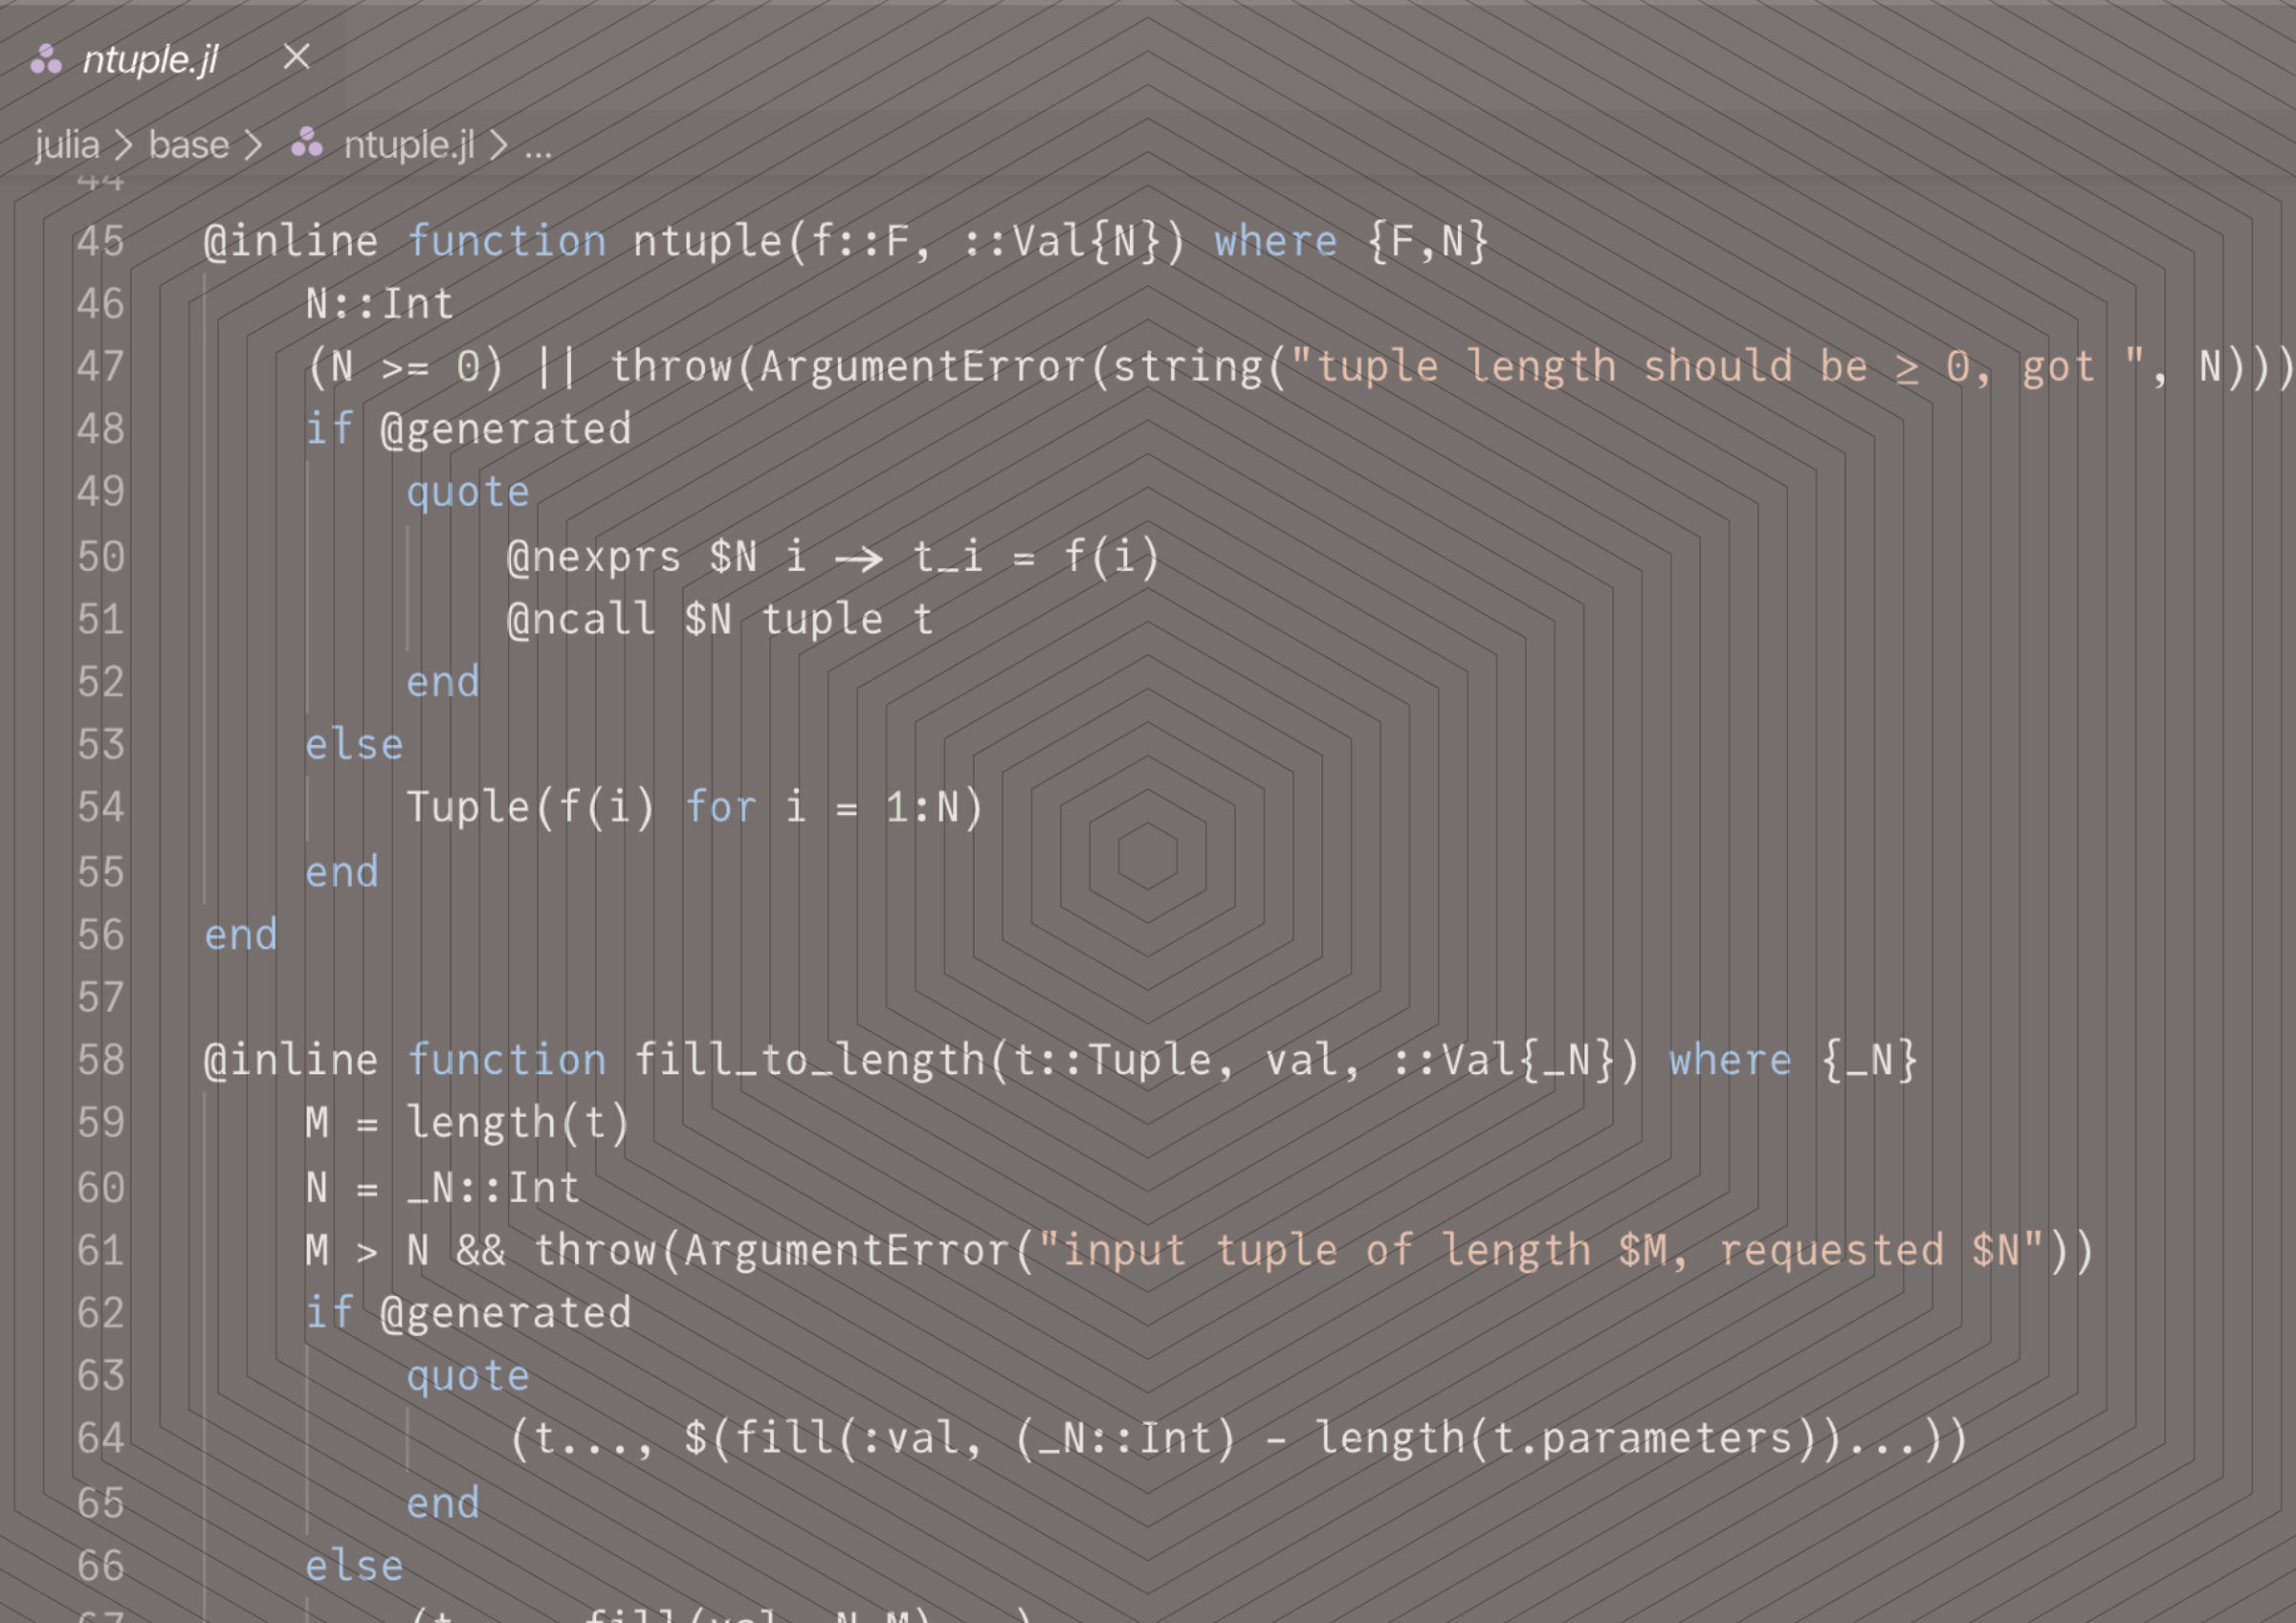 ntuple.jl
julia > base > ntuple.jl > ...
44
45 @inline function ntuple(f::F, ::Val{N}) where {F,N}
46     N::Int
47     (N >= 0) || throw(ArgumentError(string("tuple length should be ≥ 0, got ", N)))
48     if @generated
49         quote
50             @nexprs $N i -> t_i = f(i)
51             @ncall $N tuple t
52         end
53     else
54         Tuple(f(i) for i = 1:N)
55     end
56 end
57
58 @inline function fill_to_length(t::Tuple, val, ::Val{_N}) where {_N}
59     M = length(t)
60     N = _N::Int
61     M > N && throw(ArgumentError("input tuple of length $M, requested $N"))
62     if @generated
63         quote
64             (t..., $(fill(:val, (_N::Int) - length(t.parameters))...))
65         end
66     else
67         (t..., fill(val, N-M)...)